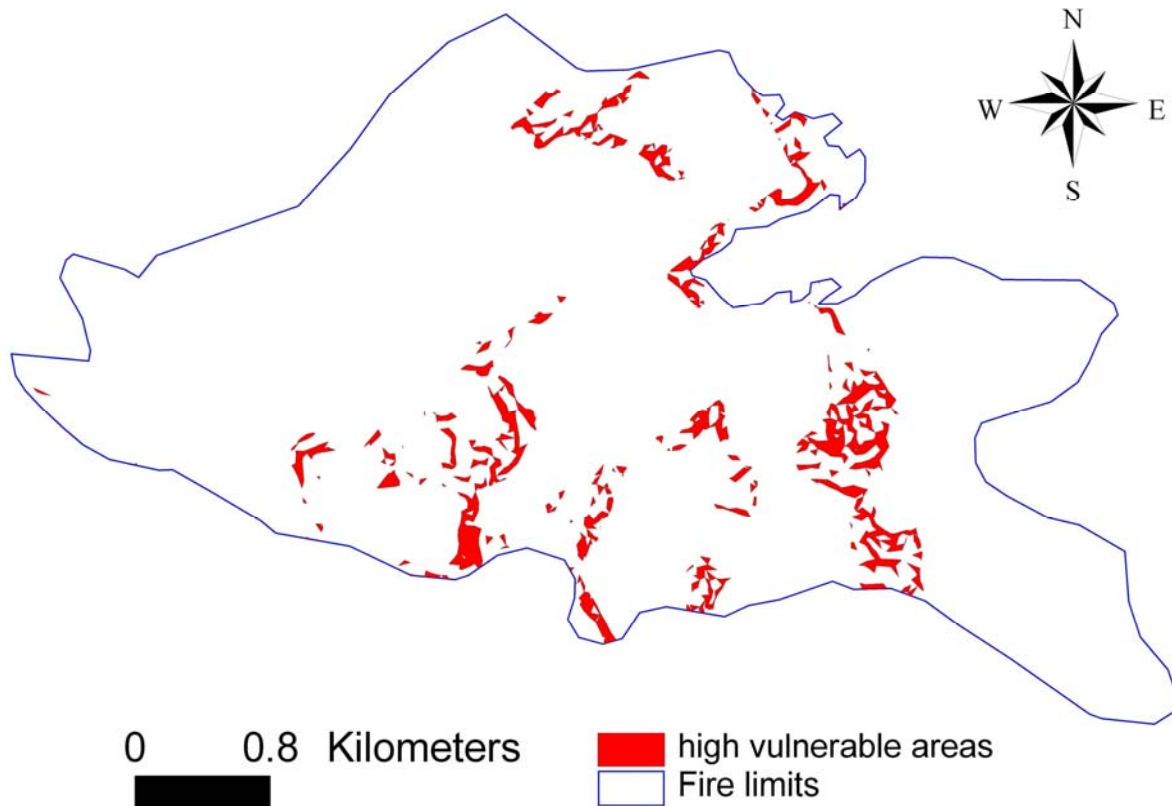 N
W E
S
0 0.8 Kilometers
high vulnerable areas
Fire limits